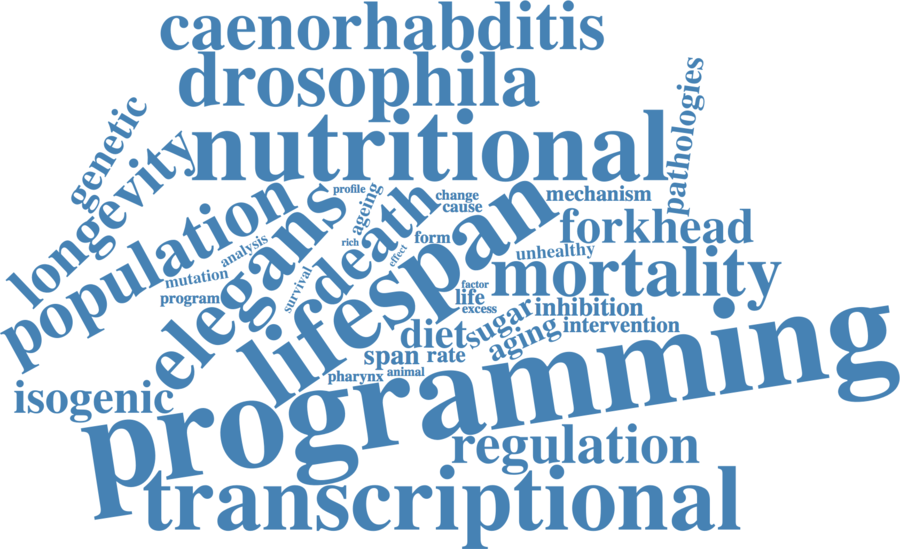 caenorhabditis
drosophila
nutritional
genetic
longevity
pathologies
population
elegans
profile
ageing
rich
death
effect
change
cause
form
mechanism
forkhead
unhealthy
analysis
mutation
program
survival
lifespan
mortality
factor
life
excess
sugar
inhibition
diet
aging
intervention
span
rate
pharynx
animal
isogenic
programming
regulation
transcriptional